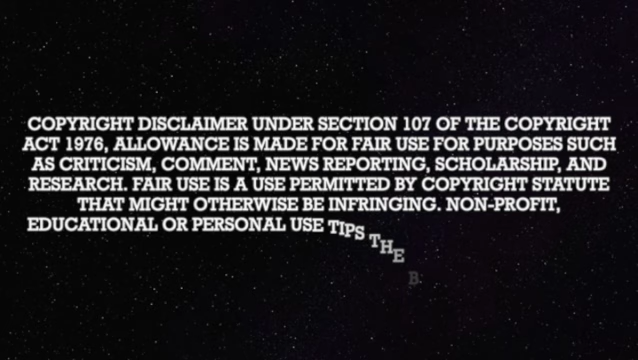 COPYRIGHT DISCLAIMER UNDER SECTION 107 OF THE COPYRIGHT
ACT 1976, ALLOWANCE IS MADE FOR FAIR USE FOR PURPOSES SUCH
AS CRITICISM, COMMENT, NEWS REPORTING, SCHOLARSHIP, AND
RESEARCH. FAIR USE IS A USE PERMITTED BY COPYRIGHT STATUTE
THAT MIGHT OTHERWISE BE INFRINGING. NON-PROFIT,
EDUCATIONAL OR PERSONAL USE TIPS THE